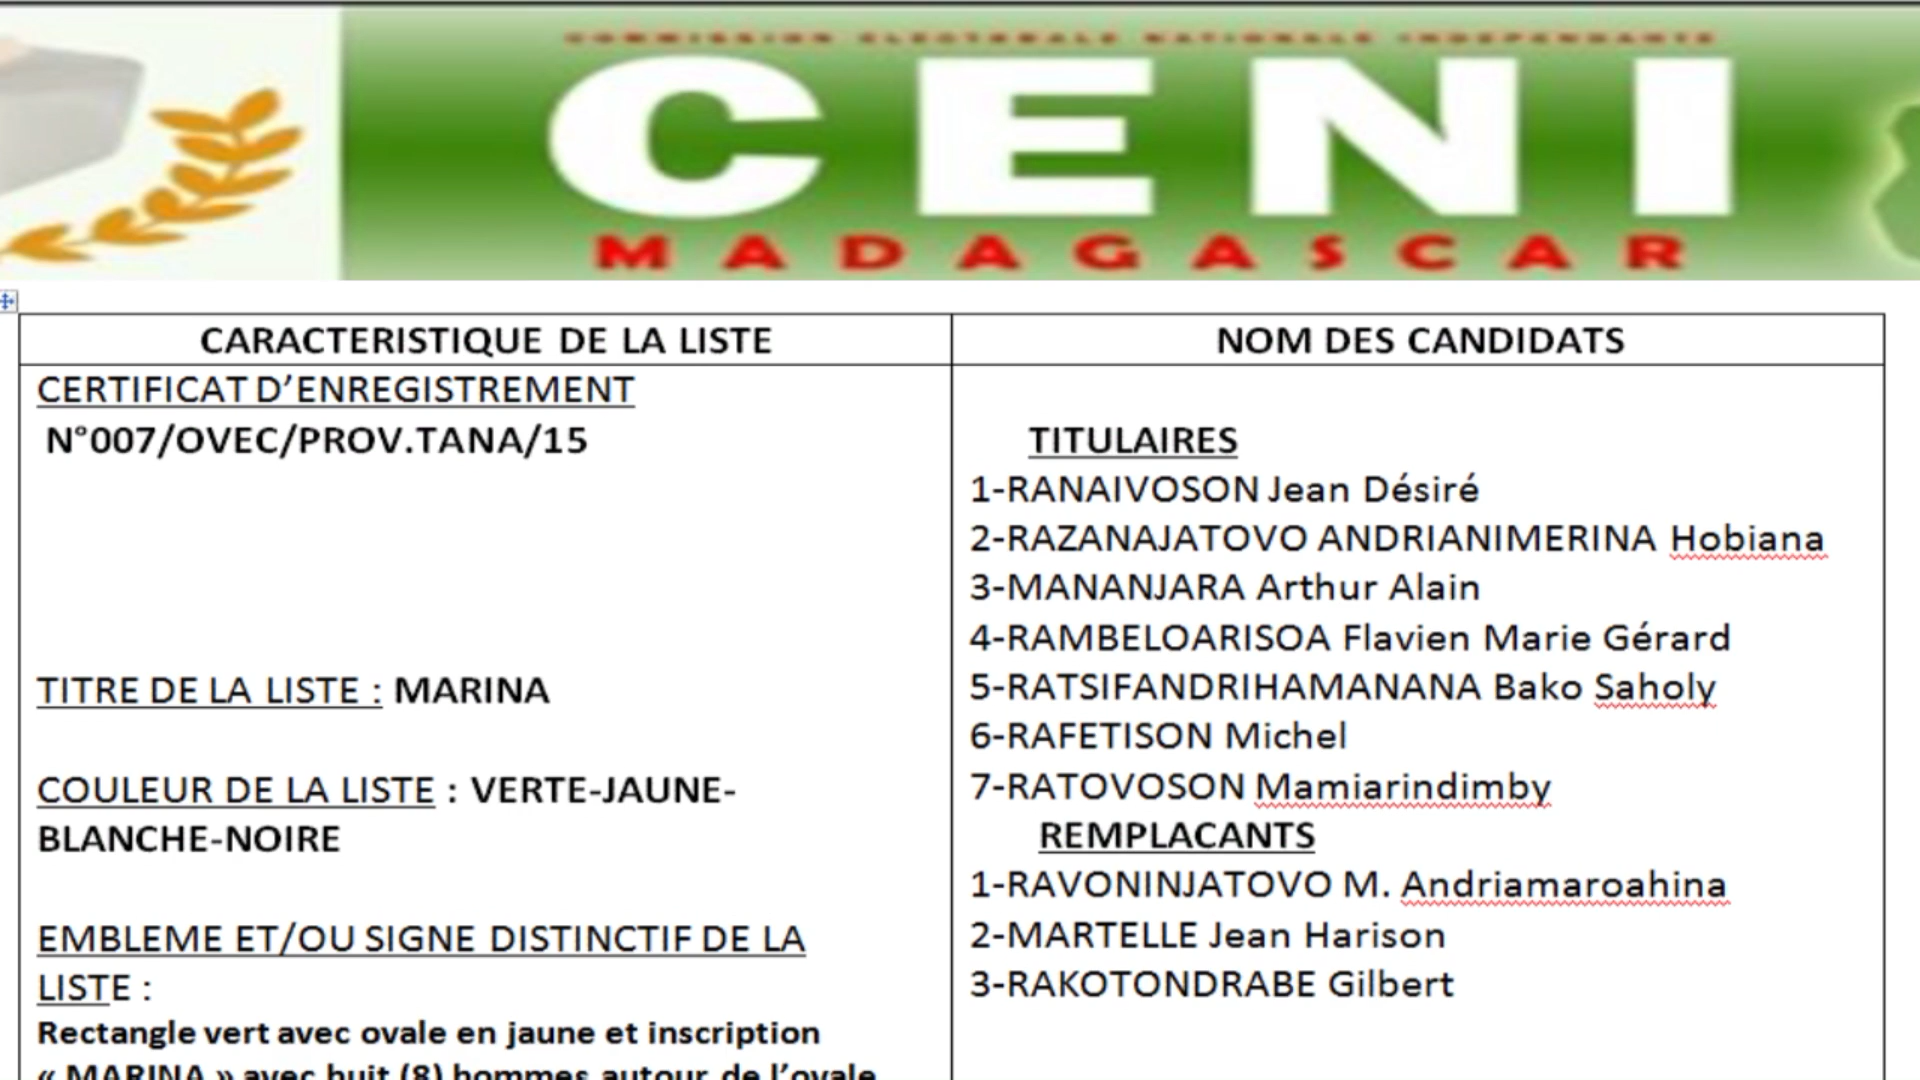 COMMISSION ELECTORALE NATIONALE INDEPENDANTE
CENI
MADAGASCAR
CARACTERISTIQUE DE LA LISTE
NOM DES CANDIDATS
CERTIFICAT D’ENREGISTREMENT
N°007/OVEC/PROV.TANA/15
TITRE DE LA LISTE : MARINA
COULEUR DE LA LISTE : VERTE-JAUNE-
BLANCHE-NOIRE
EMBLEME ET/OU SIGNE DISTINCTIF DE LA
LISTE :
Rectangle vert avec ovale en jaune et inscription
« MARINA » avec huit (8) hommes autour de l’ovale
TITULAIRES
1-RANAIVOSON Jean Désiré
2-RAZANAJATOVO ANDRIANIMERINA Hobiana
3-MANANJARA Arthur Alain
4-RAMBELOARISOA Flavien Marie Gérard
5-RATSIFANDRIHAMANANA Bako Saholy
6-RAFETISON Michel
7-RATOVOSON Mamiarindimby
REMPLACANTS
1-RAVONINJATOVO M. Andriamaroahina
2-MARTELLE Jean Harison
3-RAKOTONDRABE Gilbert